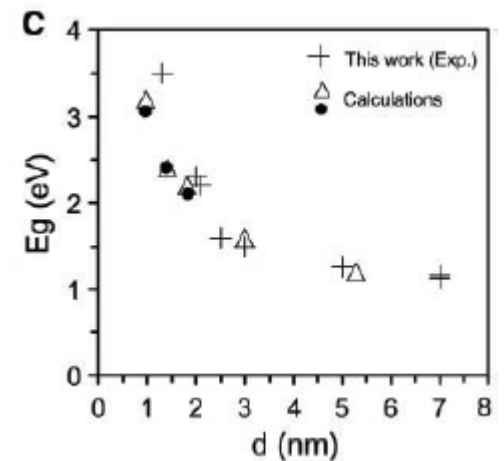 C
4
3
2
1
0
Eg (eV)
This work (Exp.)
Calculations
0 1 2 3 4 5 6 7 8
d (nm)